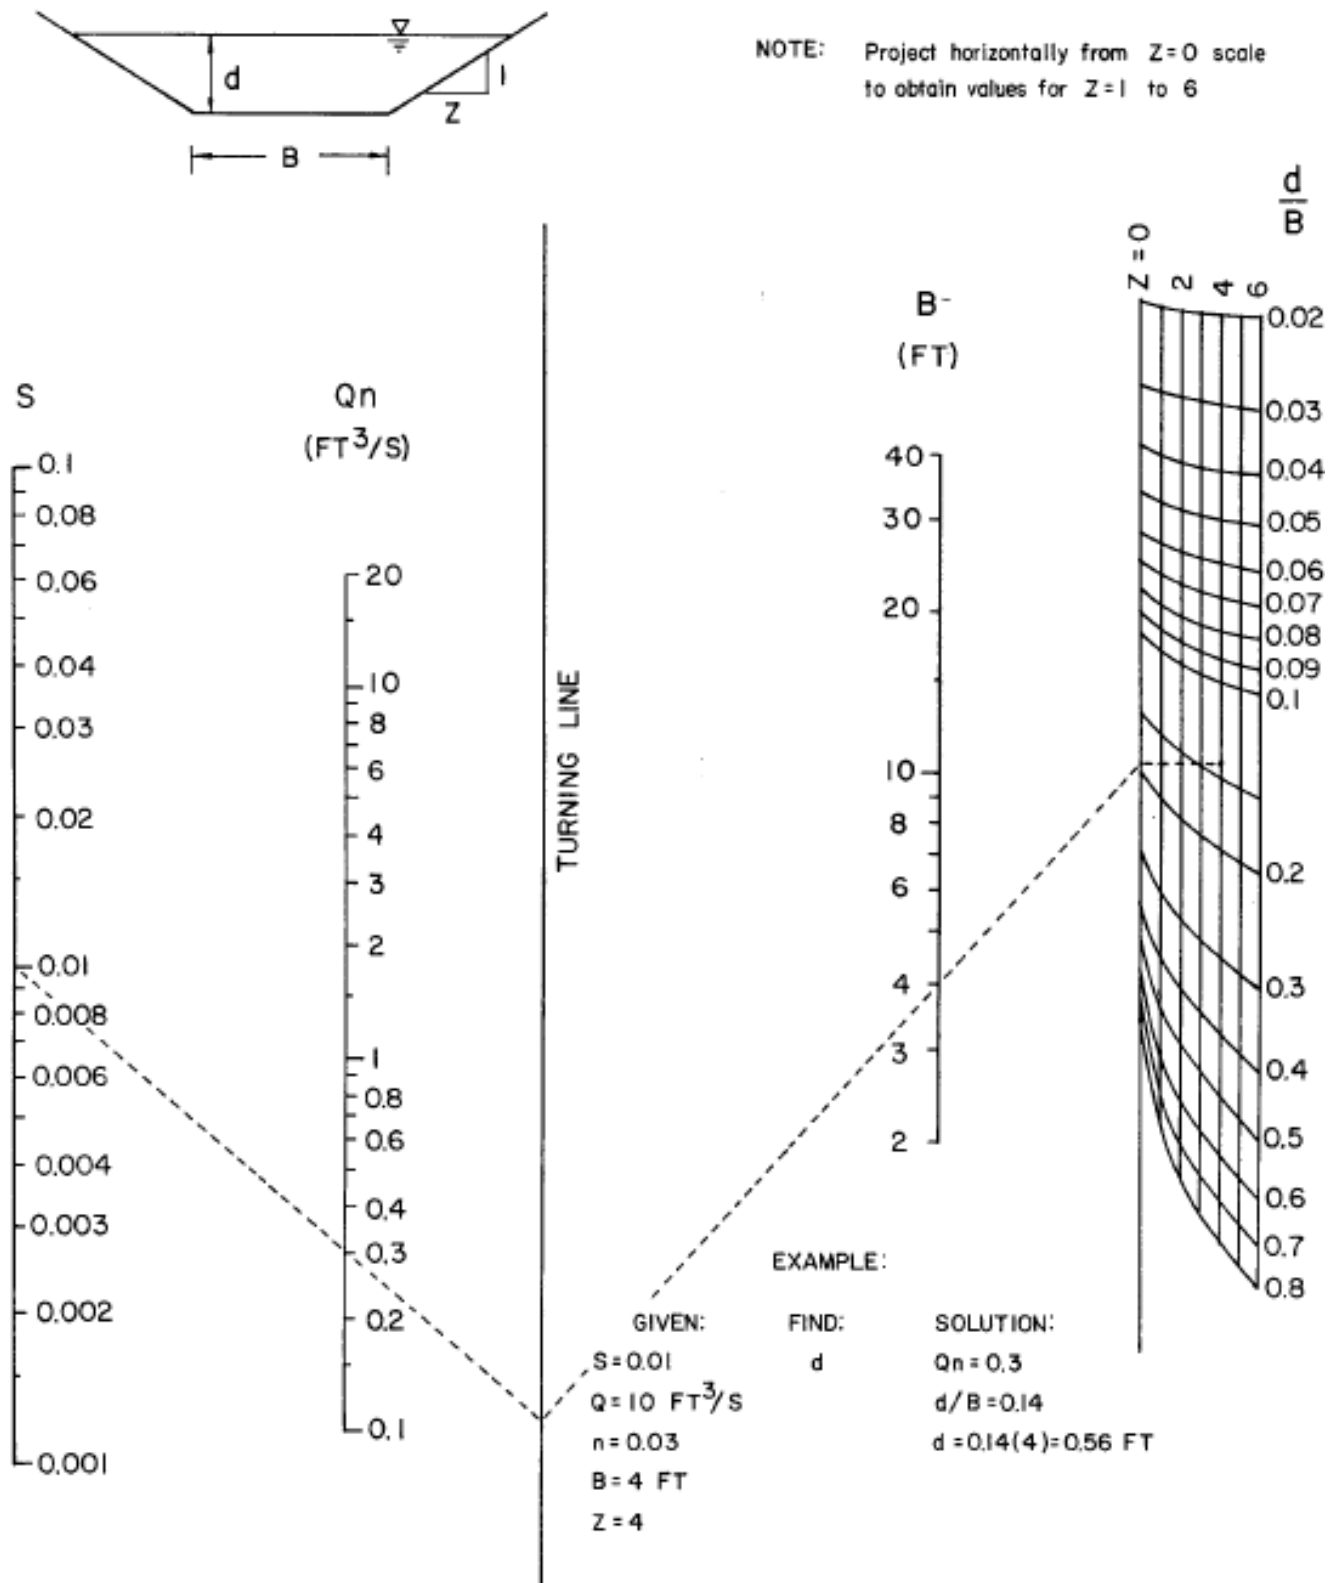 d
1
Z
B
NOTE: Project horizontally from Z=0 scale
to obtain values for Z=1 to 6
S
0.1
0.08
0.06
0.04
0.03
0.02
0.01
0.008
0.006
0.004
0.003
0.002
0.001
Qn
(FT³/S)
20
10
8
6
4
3
2
1
0.8
0.6
0.4
0.3
0.2
0.1
TURNING LINE
B
(FT)
40
30
20
10
8
6
4
3
2
d
B
Z=0
2
4
6
0.02
0.03
0.04
0.05
0.06
0.07
0.08
0.09
0.1
0.2
0.3
0.4
0.5
0.6
0.7
0.8
EXAMPLE:
GIVEN: FIND: SOLUTION:
S=0.01 d Qn=0.3
Q=10 FT³/S d/B=0.14
n=0.03 d=0.14(4)=0.56 FT
B=4 FT
Z=4